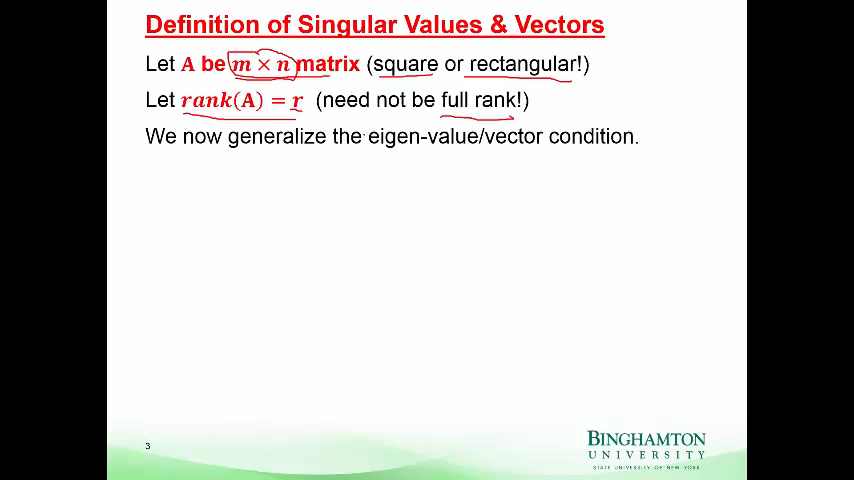 Definition of Singular Values & Vectors
Let A be m × n matrix (square or rectangular!)
Let rank(A) = r (need not be full rank!)
We now generalize the eigen-value/vector condition.
3
BINGHAMTON
UNIVERSITY
STATE UNIVERSITY OF NEW YORK